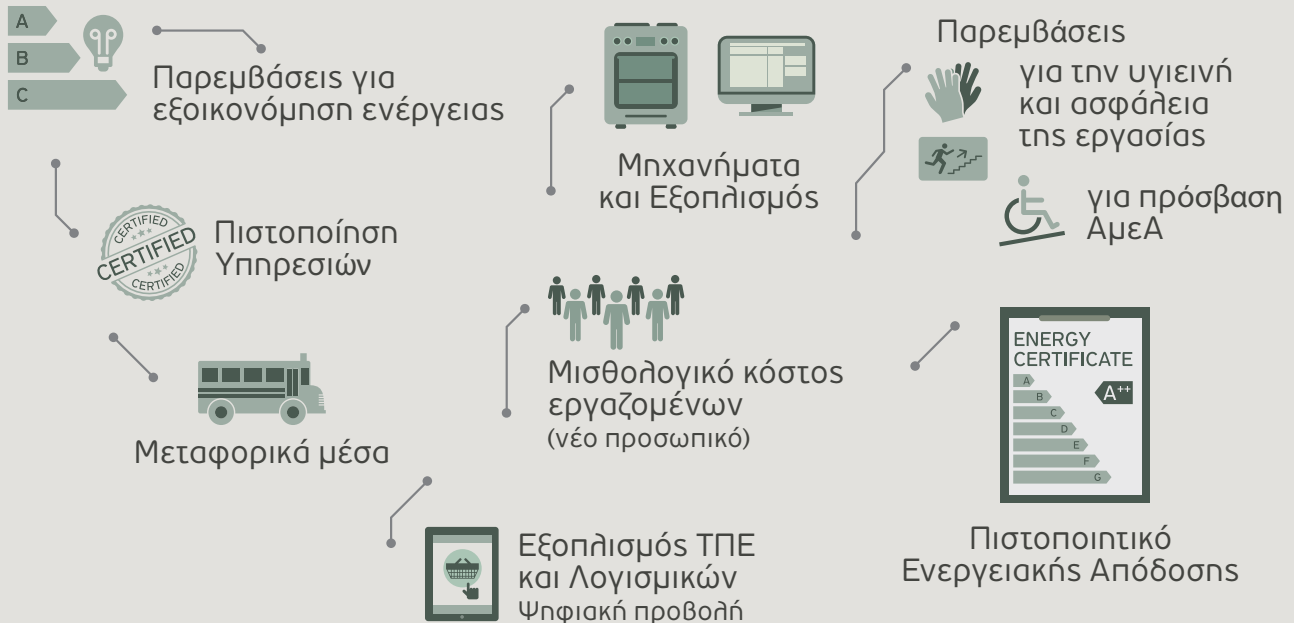 A
B
C
Παρεμβάσεις για
εξοικονόμηση ενέργειας
Μηχανήματα
και Εξοπλισμός
Παρεμβάσεις
για την υγιεινή
και ασφάλεια
της εργασίας
για πρόσβαση
ΑμεΑ
CERTIFIED
CERTIFIED
CERTIFIED
Πιστοποίηση
Υπηρεσιών
Μεταφορικά μέσα
Μισθολογικό κόστος
εργαζομένων
(νέο προσωπικό)
ENERGY
CERTIFICATE
A
A++
B
C
D
E
F
G
Πιστοποιητικό
Ενεργειακής Απόδοσης
Εξοπλισμός ΤΠΕ
και Λογισμικών
Ψηφιακή προβολή